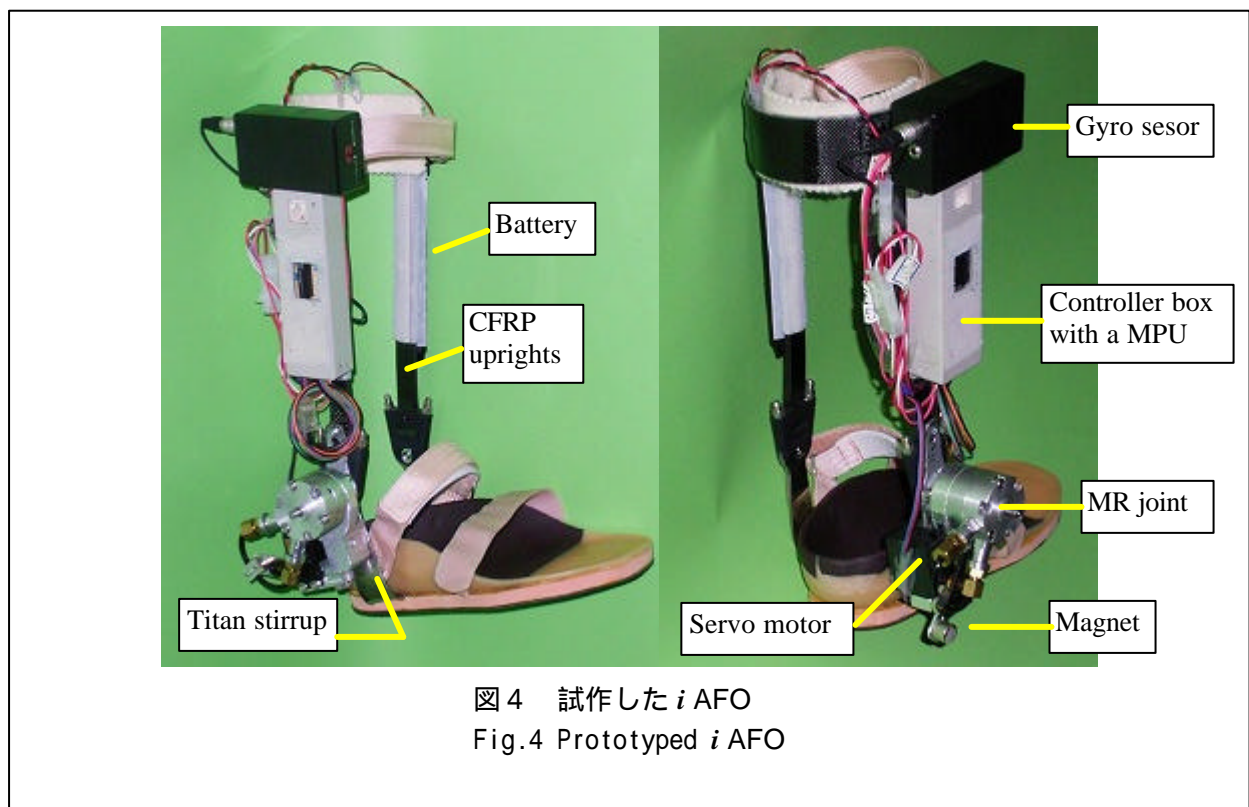 Battery
CFRP
uprights
Titan stirrup
Gyro sesor
Controller box
with a MPU
MR joint
Servo motor
Magnet
図4 試作した i AFO
Fig.4 Prototyped i AFO